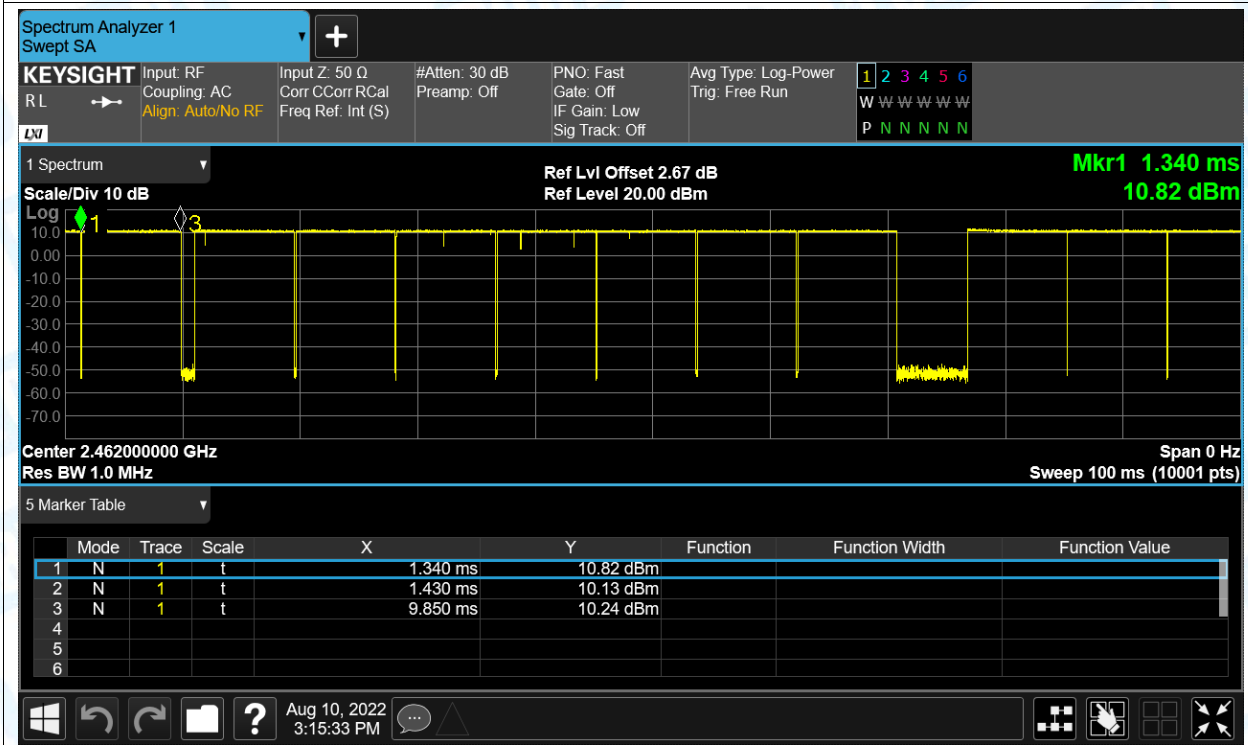 Spectrum Analyzer 1
Swept SA
KEYSIGHT
R L
LXI
Input: RF
Coupling: AC
Align: Auto/No RF
Input Z: 50 Ω
Corr CCorr RCal
Freq Ref: Int (S)
#Atten: 30 dB
Preamp: Off
PNO: Fast
Gate: Off
IF Gain: Low
Sig Track: Off
Avg Type: Log-Power
Trig: Free Run
1 2 3 4 5 6
W W W W W W
P N N N N N
1 Spectrum
Scale/Div 10 dB
Ref Lvl Offset 2.67 dB
Ref Level 20.00 dBm
Mkr1 1.340 ms
10.82 dBm
Log
1
3
10.0
0.00
-10.0
-20.0
-30.0
-40.0
-50.0
-60.0
-70.0
Center 2.462000000 GHz
Span 0 Hz
Res BW 1.0 MHz
Sweep 100 ms (10001 pts)
5 Marker Table
Mode Trace Scale X Y Function Function Width Function Value
1 N 1 t 1.340 ms 10.82 dBm
2 N 1 t 1.430 ms 10.13 dBm
3 N 1 t 9.850 ms 10.24 dBm
4
5
6
?
Aug 10, 2022
3:15:33 PM